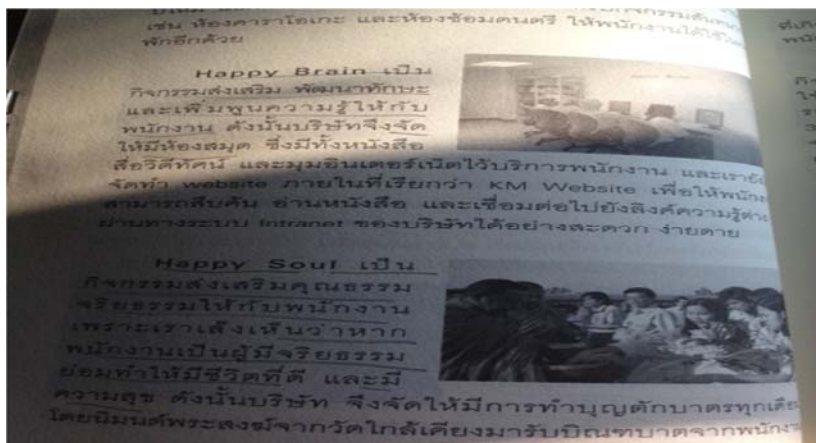 เช่น ห้องคาราโอเกะ และห้องซ้อมดนตรี ให้พนักงานได้ใช้
พักอีกด้วย
Happy Brain เป็น
กิจกรรมส่งเสริม พัฒนาทักษะ
และเพิ่มพูนความรู้ให้กับ
พนักงาน ดังนั้นบริษัทจึงจัด
ให้มีห้องสมุด ซึ่งมีทั้งหนังสือ
สื่อวีดีทัศน์ และมุมอินเตอร์เน็ตไว้บริการพนักงาน และเรายัง
จัดทำ website ภายในที่เรียกว่า KM Website เพื่อให้พนักง
สามารถสืบค้น อ่านหนังสือ และเชื่อมต่อไปยังลิงค์ความรู้ต่าง
ผ่านทางระบบ Intranet ของบริษัทได้อย่างสะดวก ง่ายดาย
Happy Soul เป็น
กิจกรรมส่งเสริมคุณธรรม
จริยธรรมให้กับพนักงาน
เพราะเราเล็งเห็นว่าหาก
พนักงานเป็นผู้มีจริยธรรม
ย่อมทำให้มีชีวิตที่ดี และมี
ความสุข ดังนั้นบริษัท จึงจัดให้มีการทำบุญตักบาตรทุกเดือ
โดยนิมนต์พระสงฆ์จากวัดใกล้เคียงมารับบิณฑบาตจากพนักงา